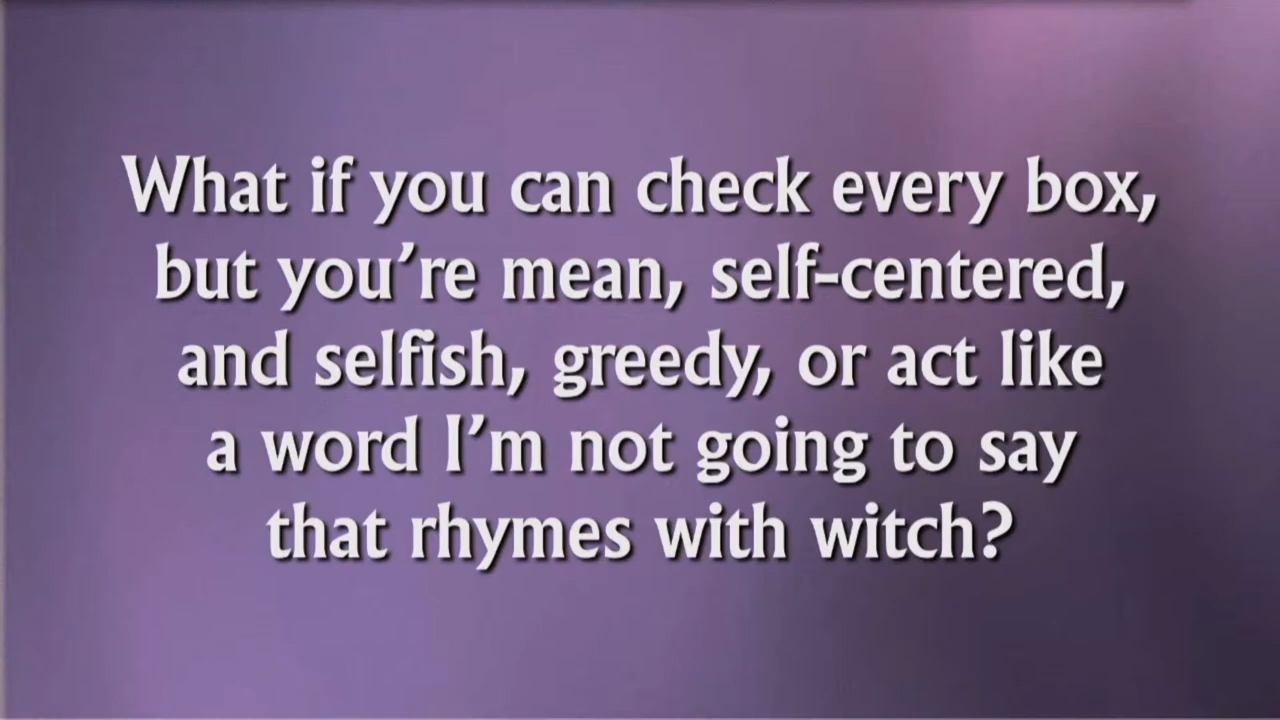 What if you can check every box,
but you’re mean, self-centered,
and selfish, greedy, or act like
a word I’m not going to say
that rhymes with witch?